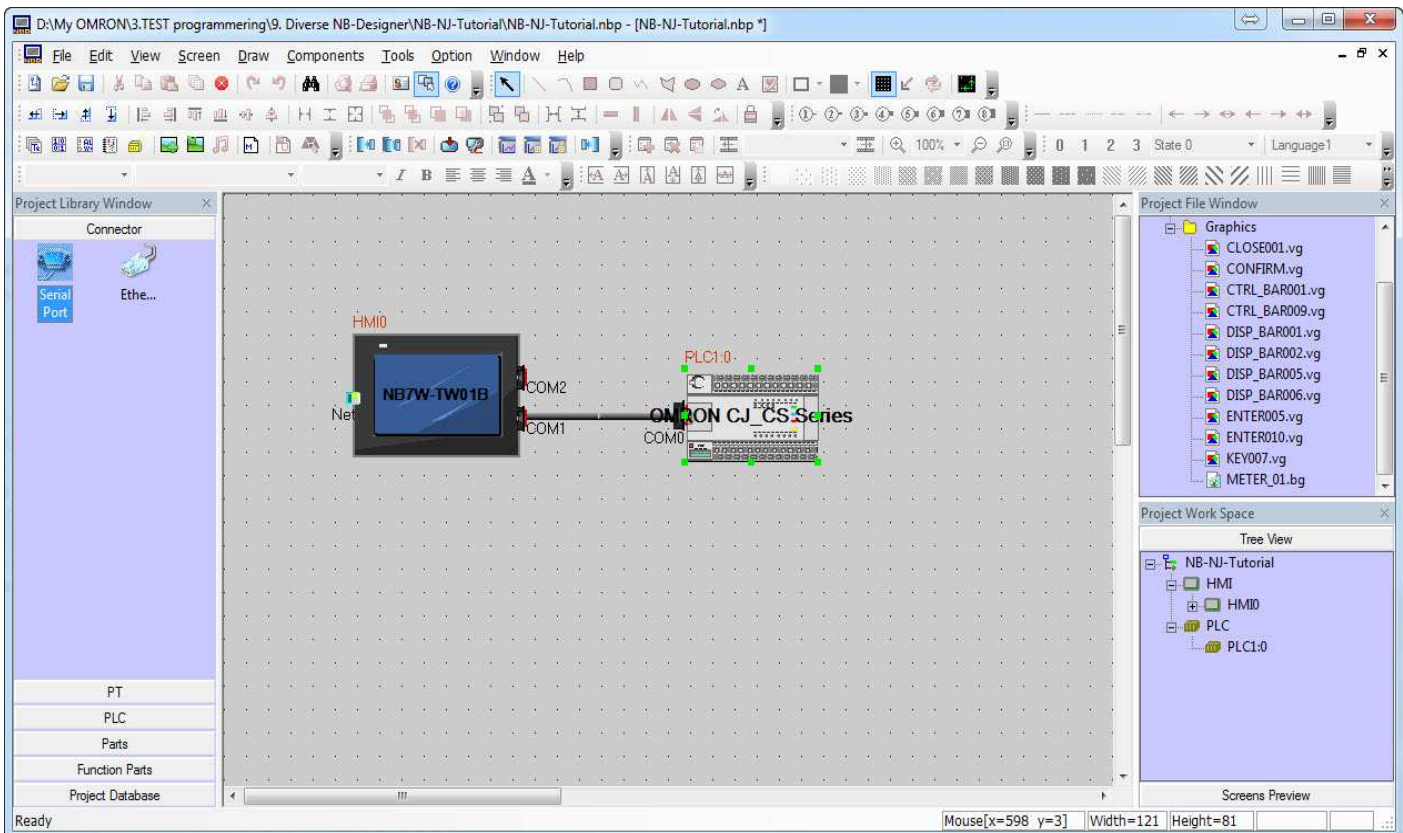 D:\My OMRON\3.TEST programmering\9. Diverse NB-Designer\NB-NJ-Tutorial\NB-NJ-Tutorial.nbp - [NB-NJ-Tutorial.nbp *]
File Edit View Screen Draw Components Tools Option Window Help
100% 0 1 2 3 State 0 Language1
I B A
Project Library Window
Connector
Serial Port
Ethe...
PT
PLC
Parts
Function Parts
Project Database
HMI0
NB7W-TW01B
Net
COM2
COM1
PLC1:0
OMRON CJ_CS Series
COM0
Project File Window
Graphics
CLOSE001.vg
CONFIRM.vg
CTRL_BAR001.vg
CTRL_BAR009.vg
DISP_BAR001.vg
DISP_BAR002.vg
DISP_BAR005.vg
DISP_BAR006.vg
ENTER005.vg
ENTER010.vg
KEY007.vg
METER_01.bg
Project Work Space
Tree View
NB-NJ-Tutorial
HMI
HMI0
PLC
PLC1:0
Screens Preview
Ready
Mouse[x=598 y=3] Width=121 Height=81